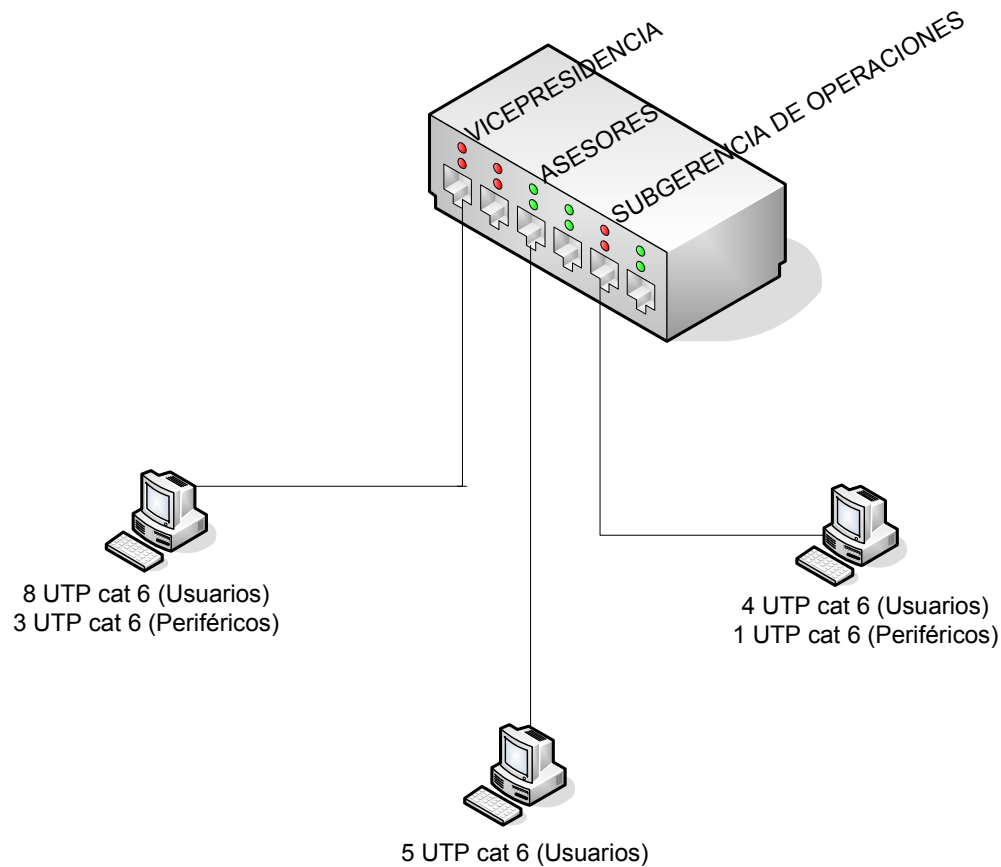 VICEPRESIDENCIA
ASESORES
SUBGERENCIA DE OPERACIONES
8 UTP cat 6 (Usuarios)
3 UTP cat 6 (Periféricos)
4 UTP cat 6 (Usuarios)
1 UTP cat 6 (Periféricos)
5 UTP cat 6 (Usuarios)